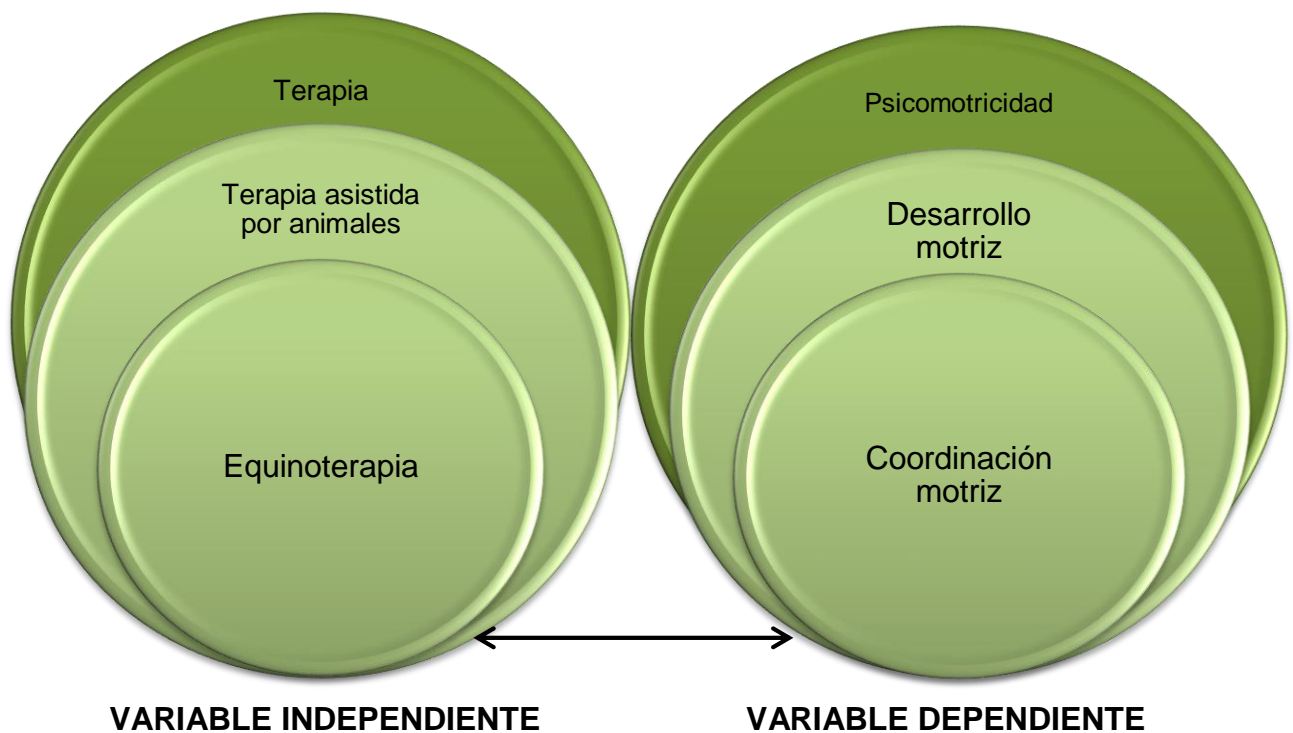 Terapia
Terapia asistida
por animales
Equinoterapia
Psicomotricidad
Desarrollo
motriz
Coordinación
motriz
VARIABLE INDEPENDIENTE
VARIABLE DEPENDIENTE